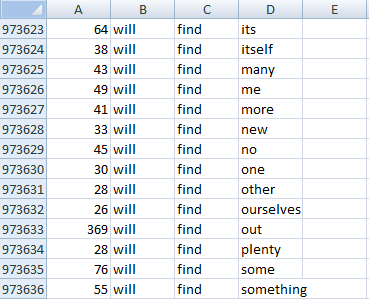 A B C D E
973623 64 will find its
973624 38 will find itself
973625 43 will find many
973626 49 will find me
973627 41 will find more
973628 33 will find new
973629 45 will find no
973630 30 will find one
973631 28 will find other
973632 26 will find ourselves
973633 369 will find out
973634 28 will find plenty
973635 76 will find some
973636 55 will find something